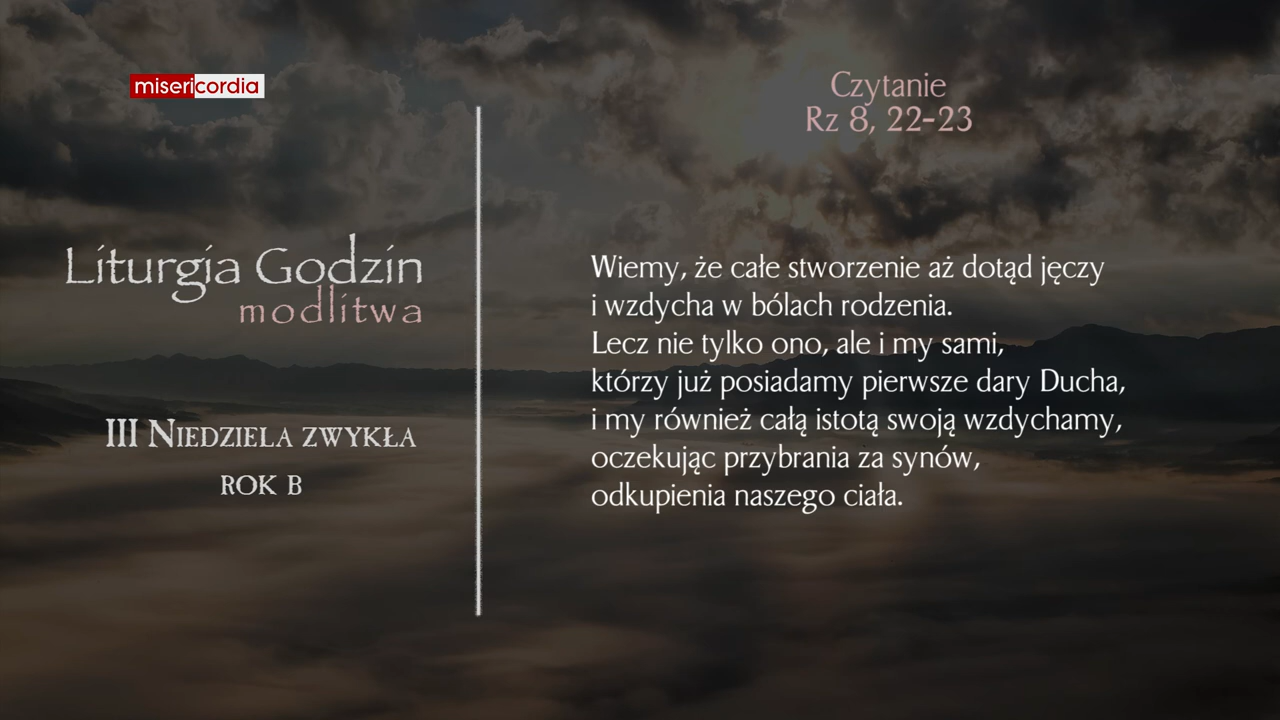 misericordia
Liturgia Godzin
modlitwa
III Niedziela zwykła
rok B
Czytanie
Rz 8, 22-23
Wiemy, że całe stworzenie aż dotąd jęczy
i wzdycha w bólach rodzenia.
Lecz nie tylko ono, ale i my sami,
którzy już posiadamy pierwsze dary Ducha,
i my również całą istotą swoją wzdychamy,
oczekując przybrania za synów,
odkupienia naszego ciała.